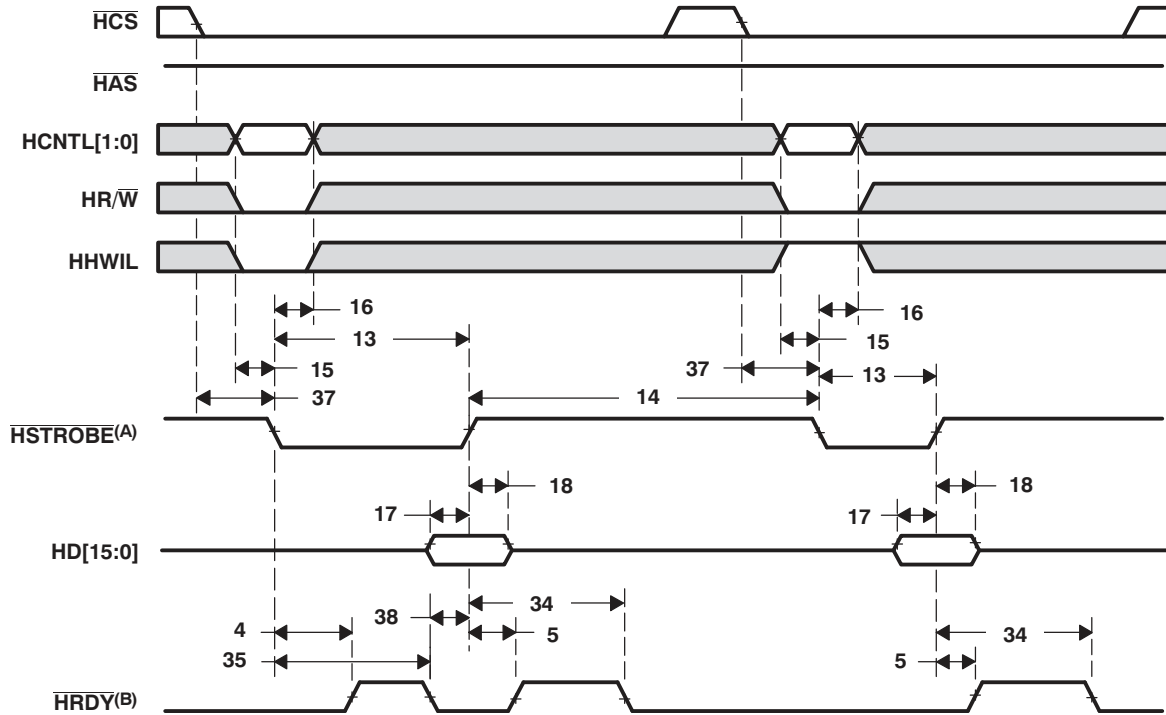 HCS
HAS
HCNTL[1:0]
HR/W
HHWIL
16
16
13
15
15
37
13
37
14
HSTROBE(A)
18
18
17
17
HD[15:0]
34
38
4
5
34
35
5
HRDY(B)